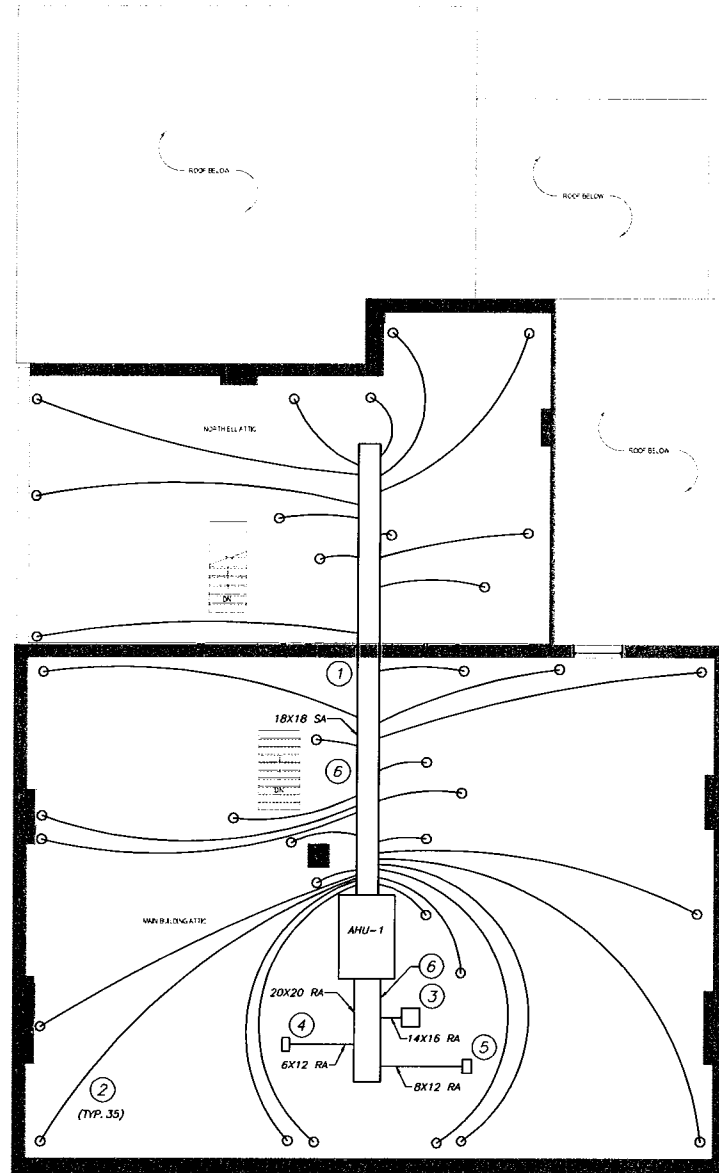 ROOF BELOW
ROOF BELOW
NORTH ELL ATTIC
ROOF BELOW
DN
1
18X18 SA
6
DN
MAIN BUILDING ATTIC
AHU-1
6
20X20 RA
3
4
14X16 RA
5
6X12 RA
8X12 RA
2
(TYP. 35)